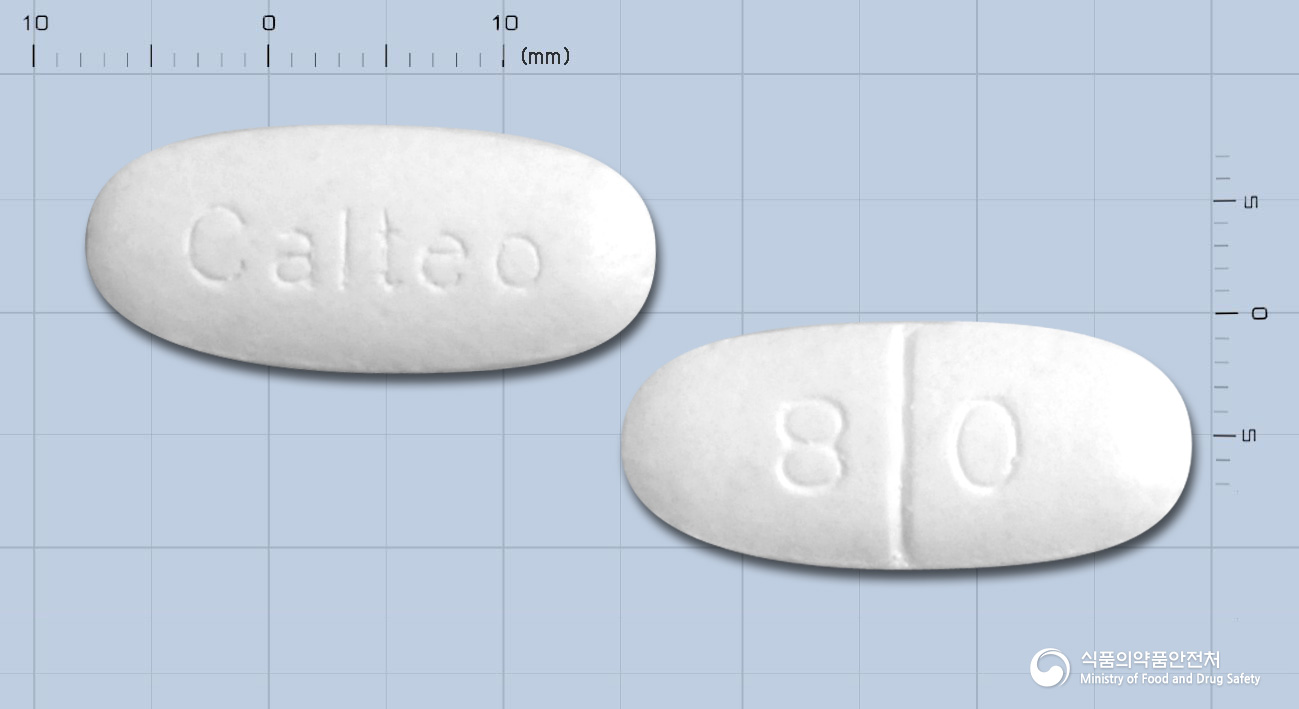 10 0 10
(mm)
Calteo
5
0
5
8 0
식품의약품안전처
Ministry of Food and Drug Safety